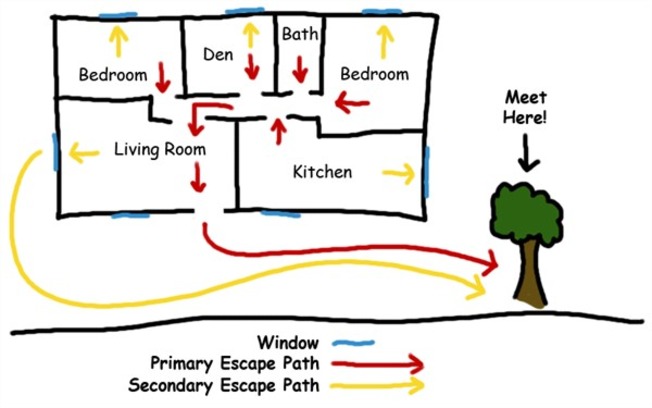 Bath
Den
Bedroom
Bedroom
Meet
Here!
Living Room
Kitchen
Window
Primary Escape Path
Secondary Escape Path